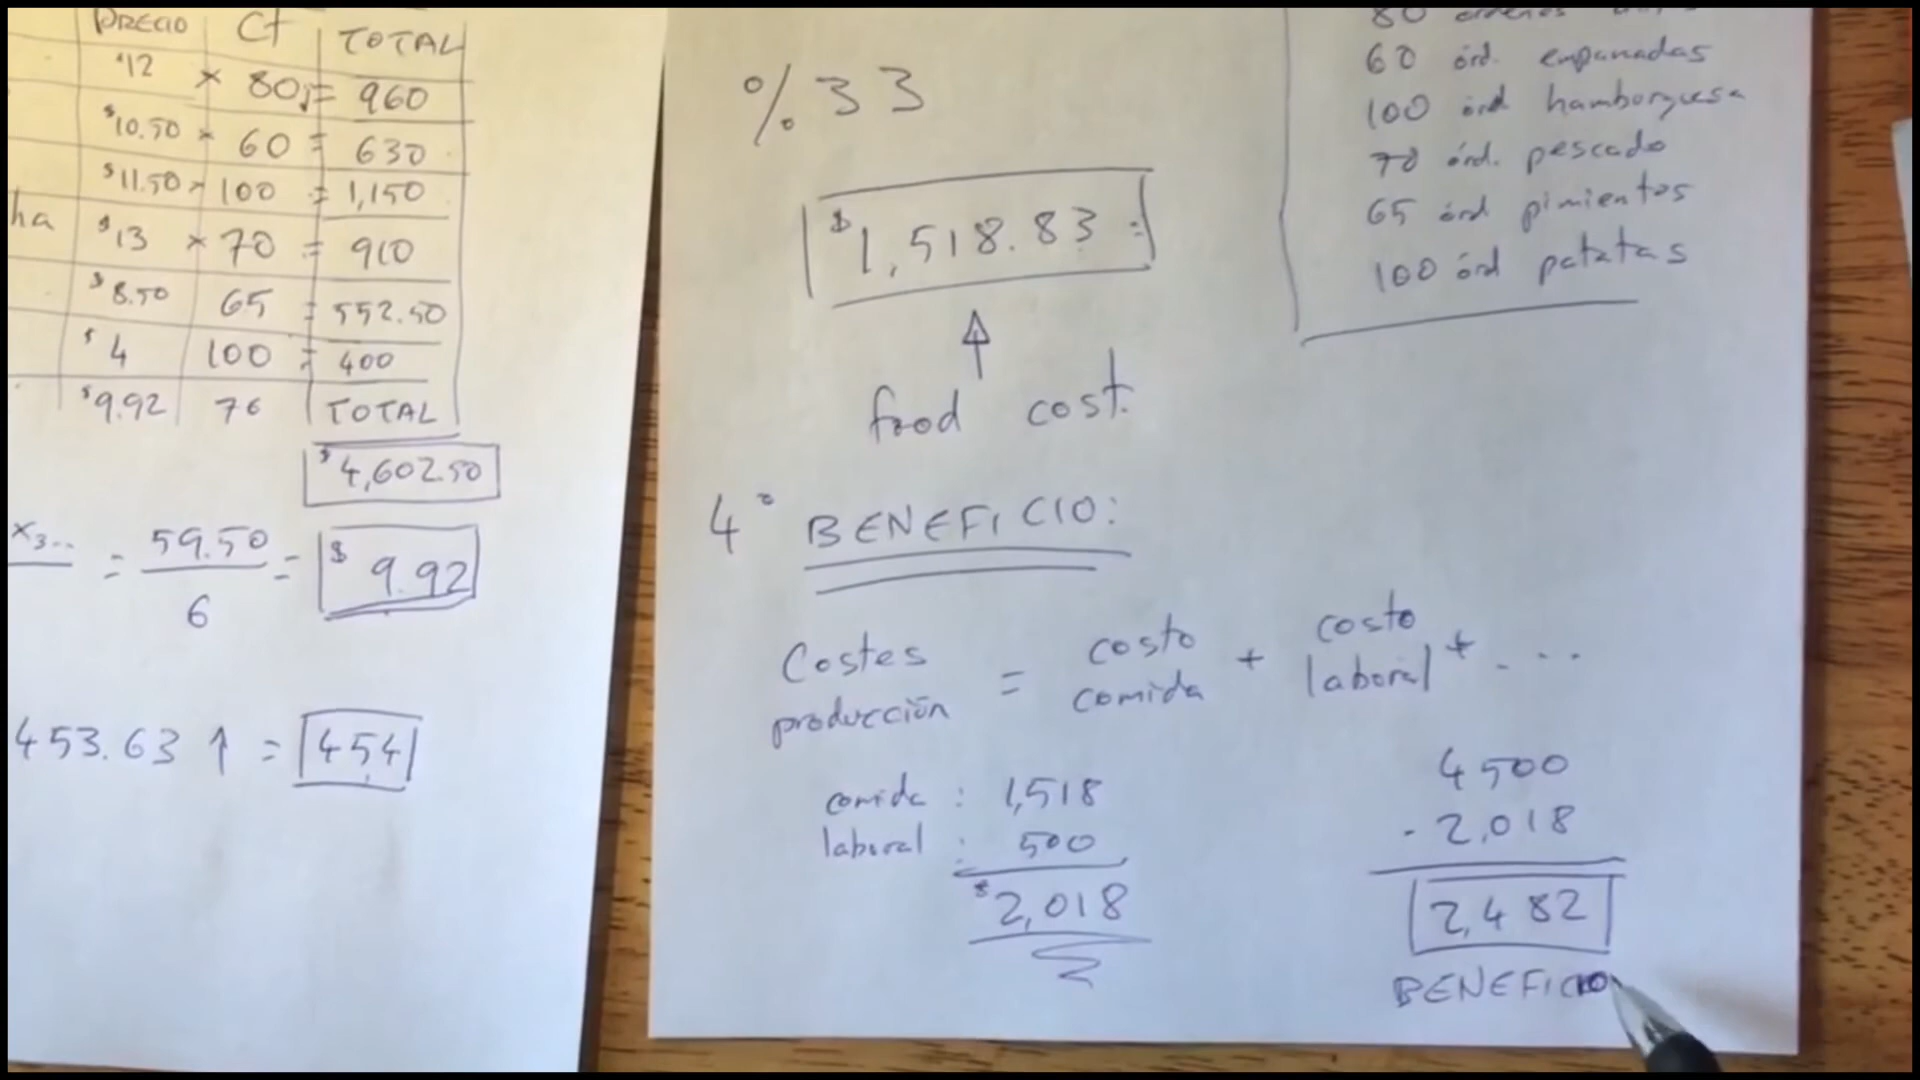 PRECIO CT TOTAL
$12 × 80 = 960
$10.50 × 60 = 630
$11.50 × 100 = 1,150
ha $13 × 70 = 910
$8.50 65 = 552.50
$4 100 = 400
$9.92 76 TOTAL
$4,602.50
x3.. = 59.50 / 6 = $9.92
453.63 ↑ = 454
%33
$1,518.83 =
food cost.
4° BENEFICIO:
Costes producción = costo comida + costo laboral + ...
comida : 1,518
laboral : 500
$2,018
4500
- 2,018
2,482
BENEFICIO
80 órdenes
60 órd. empanadas
100 órd hamborguesa
70 órd. pescado
65 órd pimientos
100 órd patatas